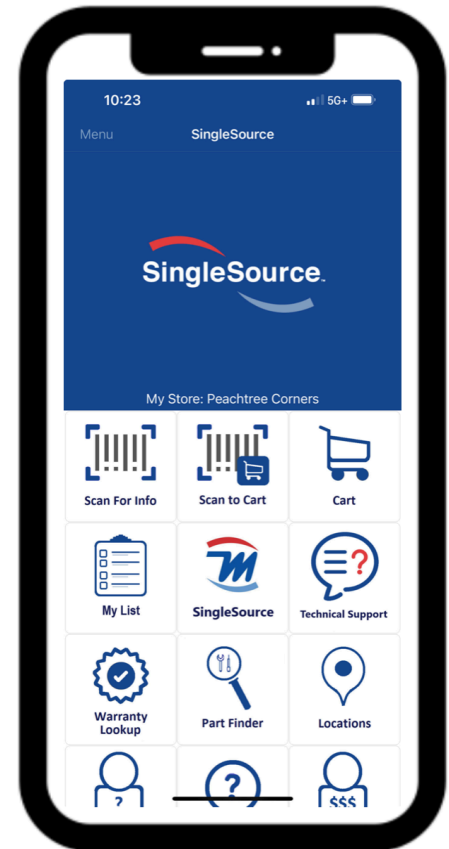 10:23
5G+
Menu
SingleSource
SingleSource™
My Store: Peachtree Corners
Scan For Info
Scan to Cart
Cart
?
My List
SingleSource
Technical Support
Warranty
Lookup
Part Finder
Locations
?
?
$$$